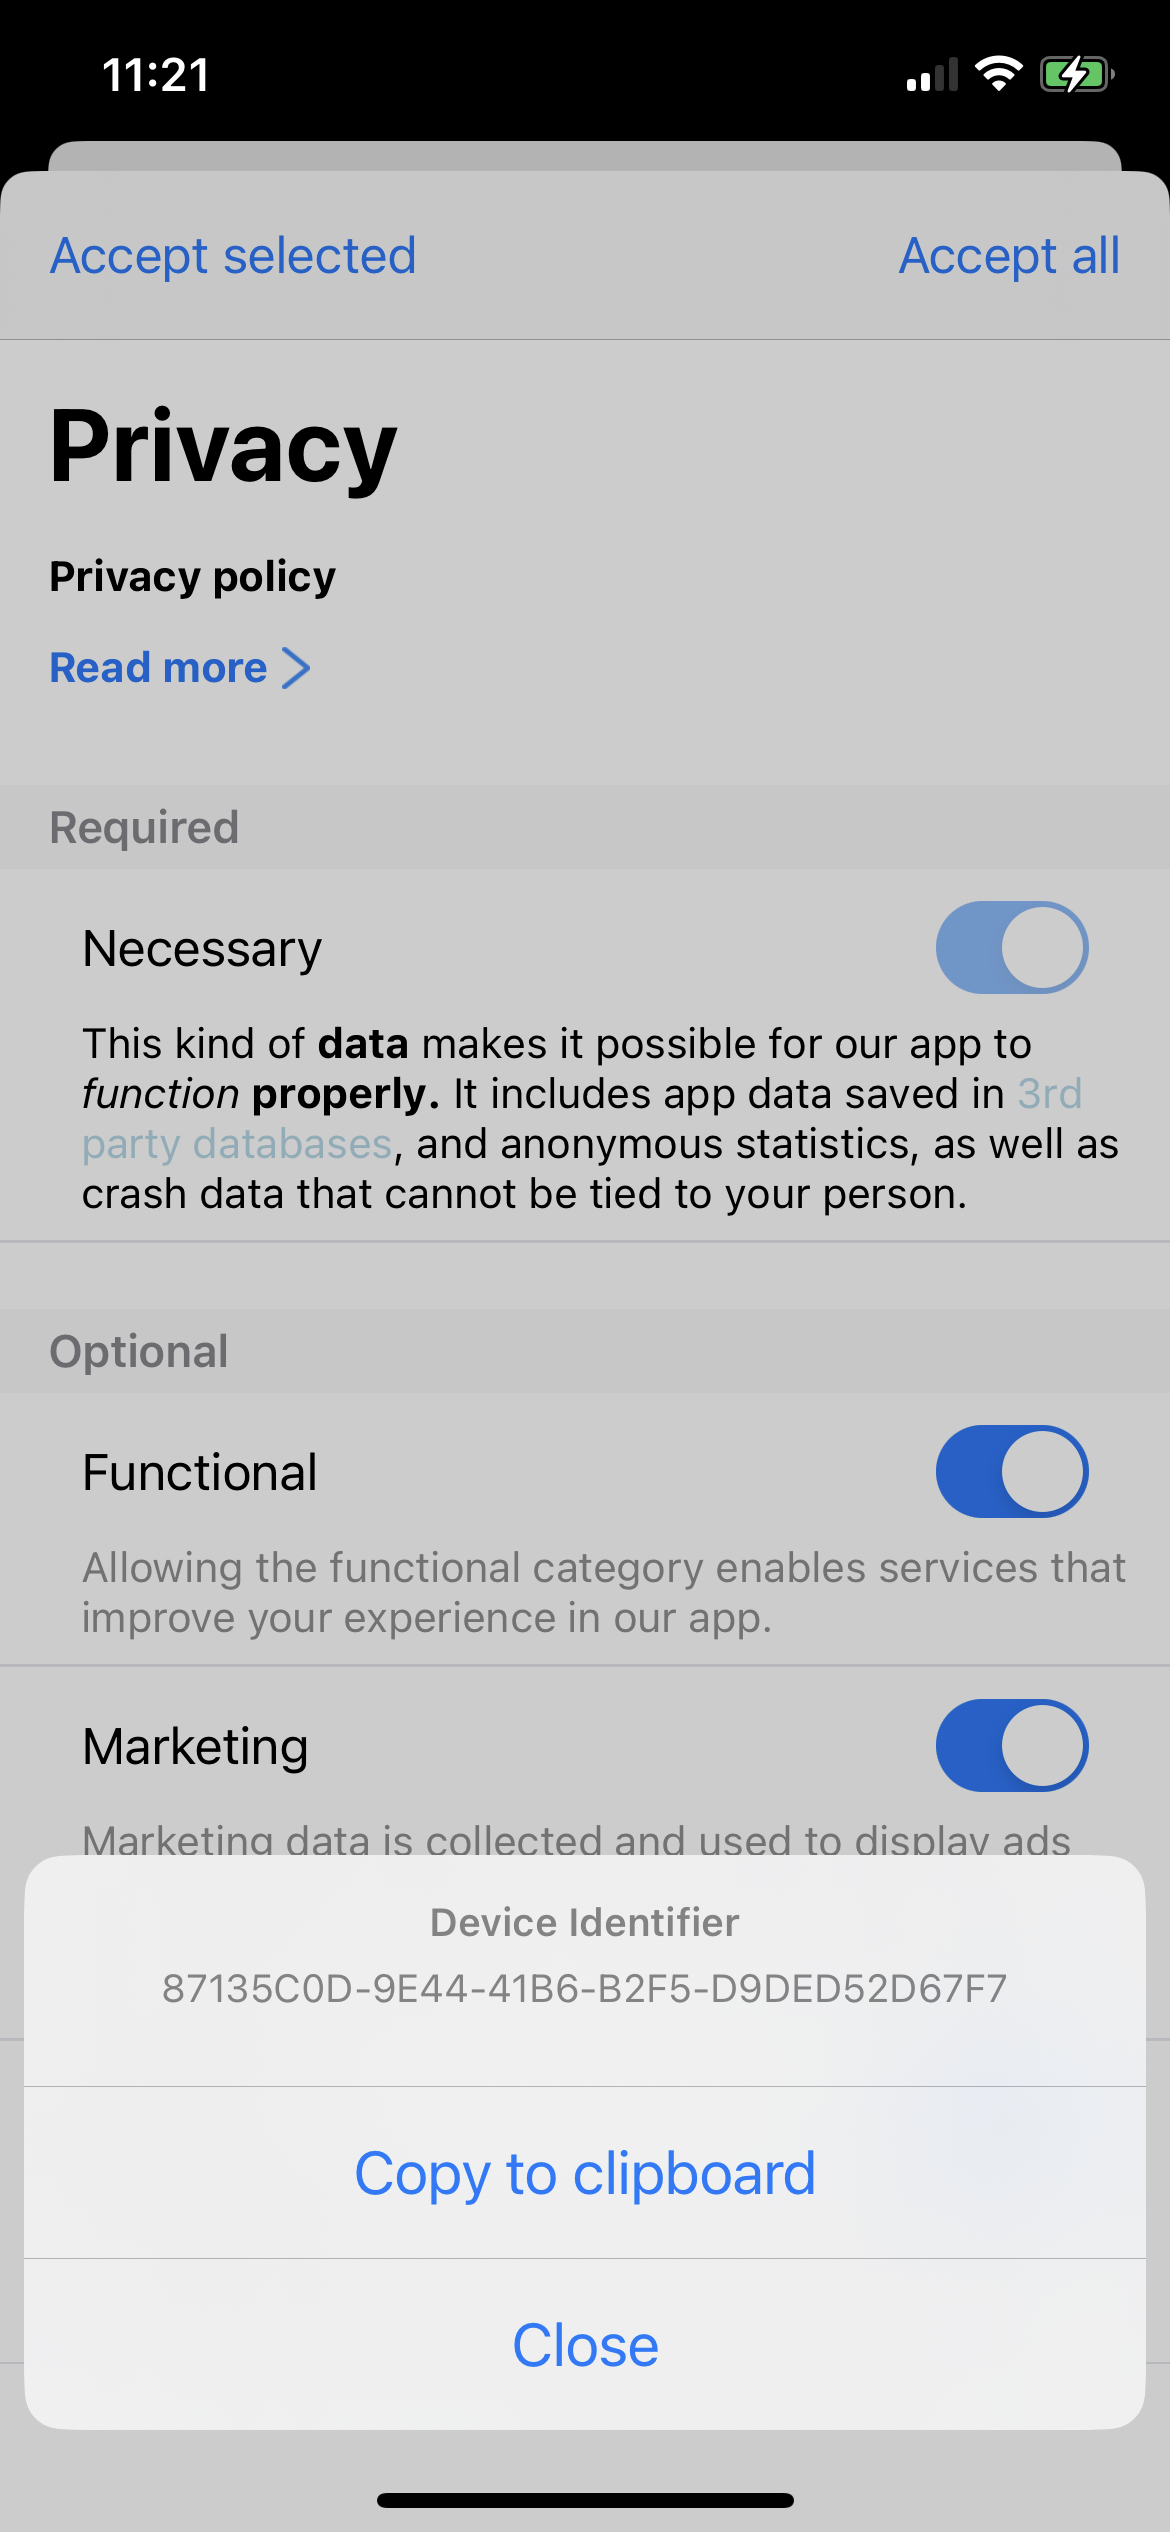 11:21
Accept selected
Accept all
Privacy
Privacy policy
Read more
Required
Necessary
This kind of data makes it possible for our app to
function properly. It includes app data saved in 3rd
party databases, and anonymous statistics, as well as
crash data that cannot be tied to your person.
Optional
Functional
Allowing the functional category enables services that
improve your experience in our app.
Marketing
Marketing data is collected and used to display ads
Device Identifier
87135C0D-9E44-41B6-B2F5-D9DED52D67F7
Copy to clipboard
Close